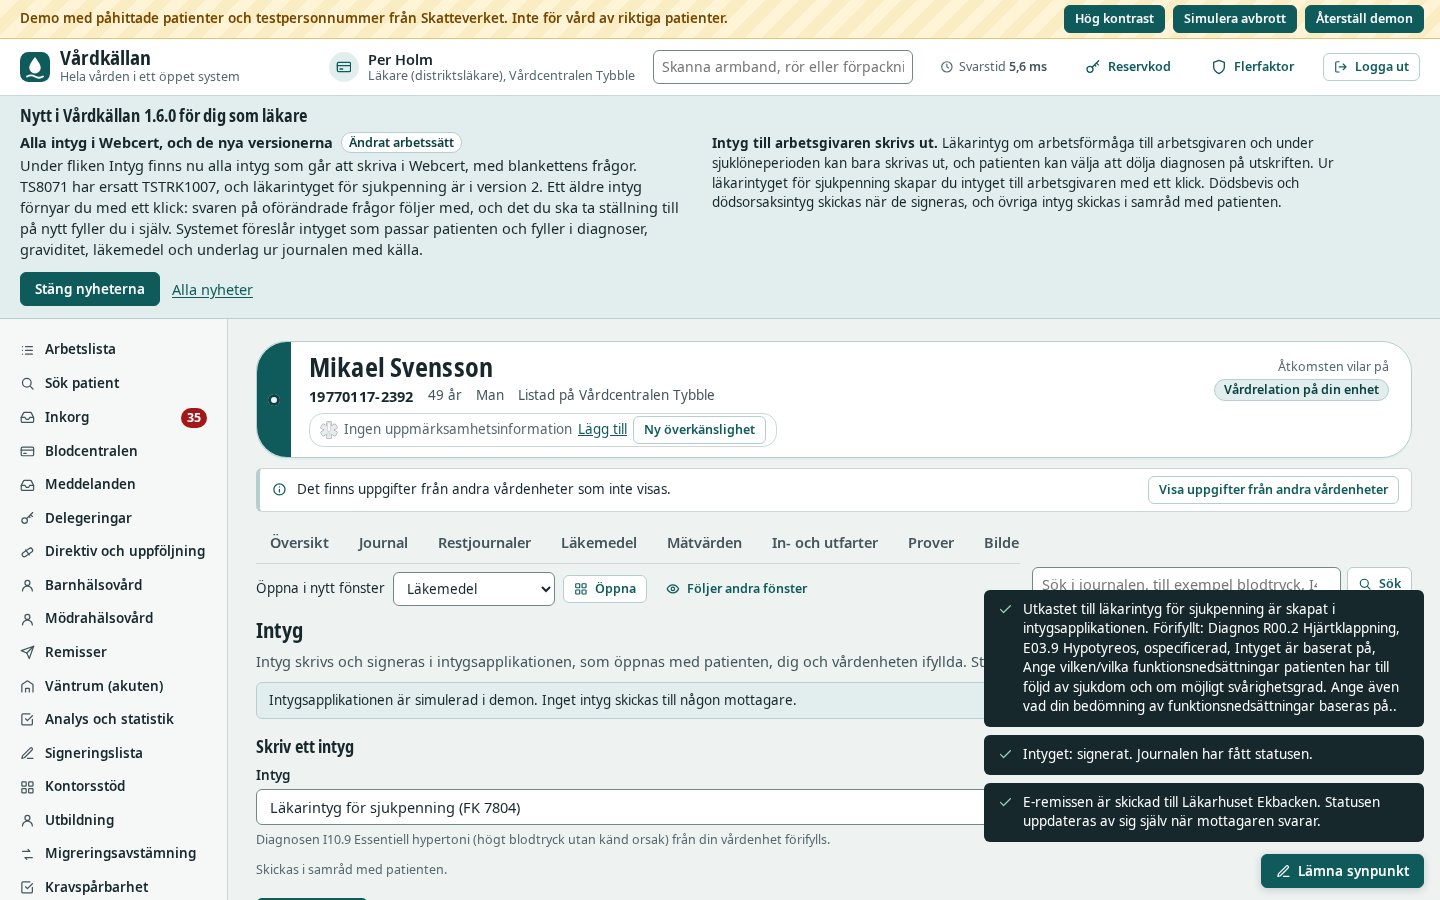 Demo med påhittade patienter och testpersonnummer från Skatteverket. Inte för vård av riktiga patienter.
Hög kontrast
Simulera avbrott
Återställ demon
Vårdkällan
Hela vården i ett öppet system
Per Holm
Läkare (distriktsläkare), Vårdcentralen Tybble
Skanna armband, rör eller förpackni
Svarstid 5,6 ms
Reservkod
Flerfaktor
Logga ut
Nytt i Vårdkällan 1.6.0 för dig som läkare
Alla intyg i Webcert, och de nya versionerna
Ändrat arbetssätt
Under fliken Intyg finns nu alla intyg som går att skriva i Webcert, med blankettens frågor.
TS8071 har ersatt TSTRK1007, och läkarintyget för sjukpenning är i version 2. Ett äldre intyg
förnyar du med ett klick: svaren på oförändrade frågor följer med, och det du ska ta ställning till
på nytt fyller du i själv. Systemet föreslår intyget som passar patienten och fyller i diagnoser,
graviditet, läkemedel och underlag ur journalen med källa.
Intyg till arbetsgivaren skrivs ut. Läkarintyg om arbetsförmåga till arbetsgivaren och under
sjuklöneperioden kan bara skrivas ut, och patienten kan välja att dölja diagnosen på utskriften. Ur
läkarintyget för sjukpenning skapar du intyget till arbetsgivaren med ett klick. Dödsbevis och
dödsorsaksintyg skickas när de signeras, och övriga intyg skickas i samråd med patienten.
Stäng nyheterna
Alla nyheter
Arbetslista
Sök patient
Inkorg
35
Blodcentralen
Meddelanden
Delegeringar
Direktiv och uppföljning
Barnhälsovård
Mödrahälsovård
Remisser
Väntrum (akuten)
Analys och statistik
Signeringslista
Kontorsstöd
Utbildning
Migreringsavstämning
Kravspårbarhet
Mikael Svensson
19770117-2392
49 år
Man
Listad på Vårdcentralen Tybble
Ingen uppmärksamhetsinformation
Lägg till
Ny överkänslighet
Åtkomsten vilar på
Vårdrelation på din enhet
Det finns uppgifter från andra vårdenheter som inte visas.
Visa uppgifter från andra vårdenheter
Översikt
Journal
Restjournaler
Läkemedel
Mätvärden
In- och utfarter
Prover
Bilde
Öppna i nytt fönster
Läkemedel
Öppna
Följer andra fönster
Sök i journalen, till exempel blodtryck,
Sök
Intyg
Intyg skrivs och signeras i intygsapplikationen, som öppnas med patienten, dig och vårdenheten ifyllda. St
Intygsapplikationen är simulerad i demon. Inget intyg skickas till någon mottagare.
Skriv ett intyg
Intyg
Läkarintyg för sjukpenning (FK 7804)
Diagnosen I10.9 Essentiell hypertoni (högt blodtryck utan känd orsak) från din vårdenhet förifylls.
Skickas i samråd med patienten.
Utkastet till läkarintyg för sjukpenning är skapat i
intygsapplikationen. Förifyllt: Diagnos R00.2 Hjärtklappning,
E03.9 Hypotyreos, ospecificerad, Intyget är baserat på,
Ange vilken/vilka funktionsnedsättningar patienten har till
följd av sjukdom och om möjligt svårighetsgrad. Ange även
vad din bedömning av funktionsnedsättningar baseras på..
Intyget: signerat. Journalen har fått statusen.
E-remissen är skickad till Läkarhuset Ekbacken. Statusen
uppdateras av sig själv när mottagaren svarar.
Lämna synpunkt